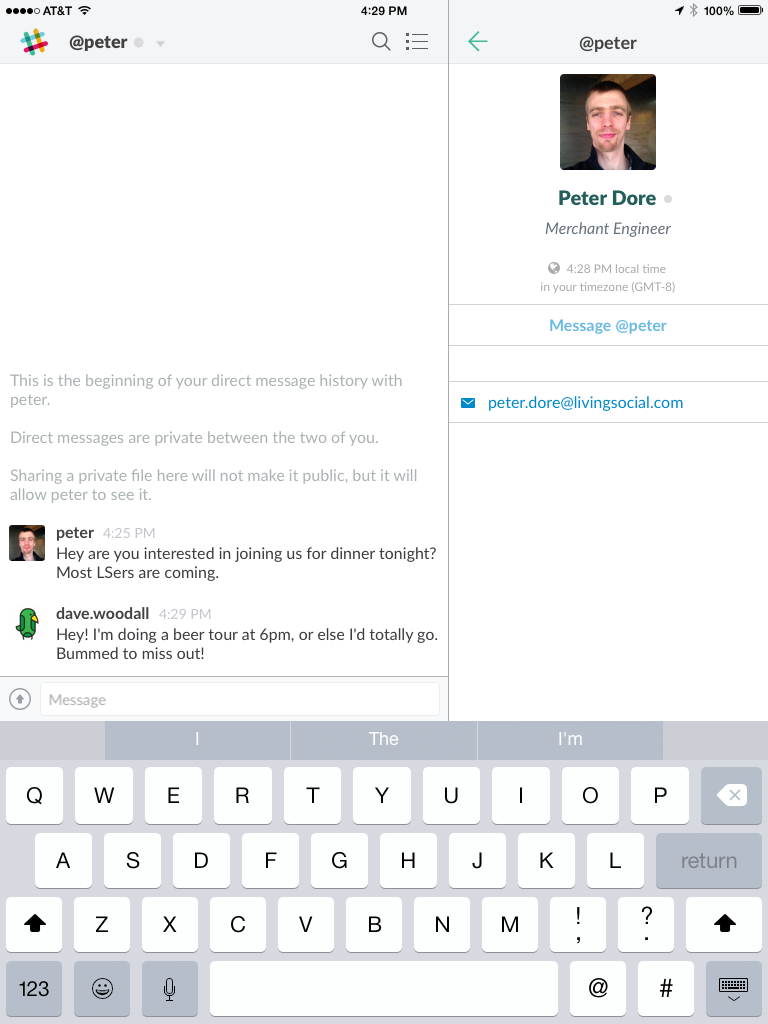 AT&T 4:29 PM 100%
@peter
@peter
Peter Dore
Merchant Engineer
4:28 PM local time
in your timezone (GMT-8)
Message @peter
peter.dore@livingsocial.com
This is the beginning of your direct message history with
peter.
Direct messages are private between the two of you.
Sharing a private file here will not make it public, but it will
allow peter to see it.
peter 4:25 PM
Hey are you interested in joining us for dinner tonight?
Most LSers are coming.
dave.woodall 4:29 PM
Hey! I'm doing a beer tour at 6pm, or else I'd totally go.
Bummed to miss out!
Message
I The I'm
Q W E R T Y U I O P
A S D F G H J K L return
Z X C V B N M ! , ? .
123 @ #